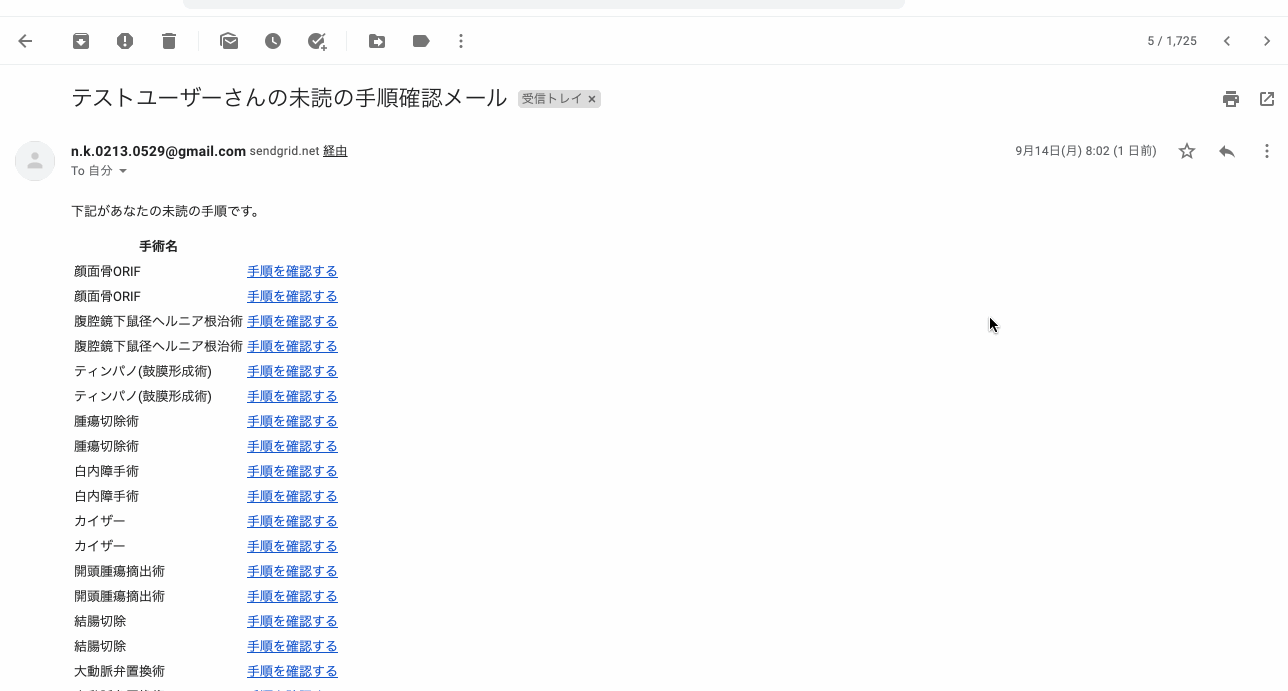 5 / 1,725
テストユーザーさんの未読の手順確認メール 受信トレイ ×
n.k.0213.0529@gmail.com sendgrid.net 経由 9月14日(月) 8:02 (1 日前)
To 自分
下記があなたの未読の手順です。
手術名
顔面骨ORIF 手順を確認する
顔面骨ORIF 手順を確認する
腹腔鏡下鼠径ヘルニア根治術 手順を確認する
腹腔鏡下鼠径ヘルニア根治術 手順を確認する
ティンパノ(鼓膜形成術) 手順を確認する
ティンパノ(鼓膜形成術) 手順を確認する
腫瘍切除術 手順を確認する
腫瘍切除術 手順を確認する
白内障手術 手順を確認する
白内障手術 手順を確認する
カイザー 手順を確認する
カイザー 手順を確認する
開頭腫瘍摘出術 手順を確認する
開頭腫瘍摘出術 手順を確認する
結腸切除 手順を確認する
結腸切除 手順を確認する
大動脈弁置換術 手順を確認する